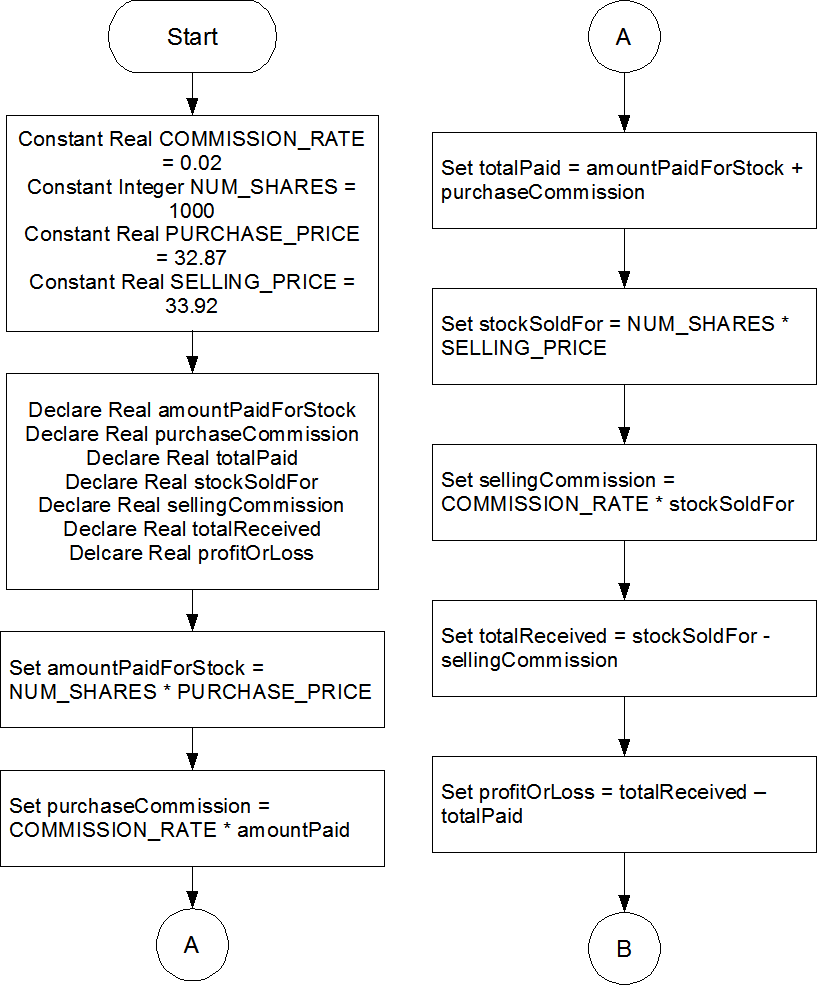 Start
Constant Real COMMISSION_RATE
= 0.02
Constant Integer NUM_SHARES =
1000
Constant Real PURCHASE_PRICE
= 32.87
Constant Real SELLING_PRICE =
33.92
Declare Real amountPaidForStock
Declare Real purchaseCommission
Declare Real totalPaid
Declare Real stockSoldFor
Declare Real sellingCommission
Declare Real totalReceived
Delcare Real profitOrLoss
Set amountPaidForStock =
NUM_SHARES * PURCHASE_PRICE
Set purchaseCommission =
COMMISSION_RATE * amountPaid
A
A
Set totalPaid = amountPaidForStock +
purchaseCommission
Set stockSoldFor = NUM_SHARES *
SELLING_PRICE
Set sellingCommission =
COMMISSION_RATE * stockSoldFor
Set totalReceived = stockSoldFor -
sellingCommission
Set profitOrLoss = totalReceived –
totalPaid
B